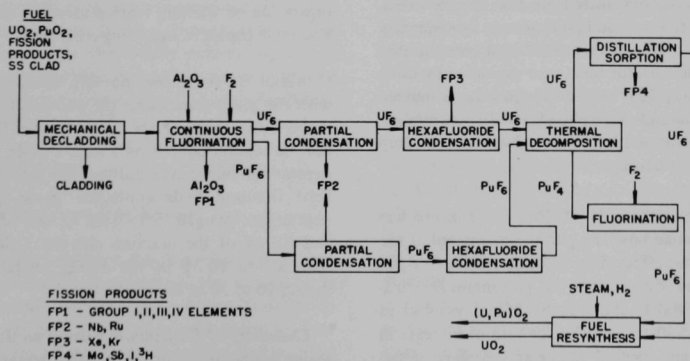 FUEL
UO₂, PuO₂,
FISSION
PRODUCTS,
SS CLAD
MECHANICAL
DECLADDING
CLADDING
Al₂O₃
F₂
CONTINUOUS
FLUORINATION
Al₂O₃
FP1
UF₆
PuF₆
PARTIAL
CONDENSATION
FP2
UF₆
FP3
HEXAFLUORIDE
CONDENSATION
UF₆
PARTIAL
CONDENSATION
PuF₆
HEXAFLUORIDE
CONDENSATION
PuF₆
THERMAL
DECOMPOSITION
UF₆
PuF₄
DISTILLATION
SORPTION
FP4
UF₆
F₂
FLUORINATION
PuF₆
STEAM, H₂
FUEL
RESYNTHESIS
(U, Pu)O₂
UO₂
FISSION PRODUCTS
FP1 – GROUP I,II,III,IV ELEMENTS
FP2 – Nb, Ru
FP3 – Xe, Kr
FP4 – Mo, Sb, I, ³H